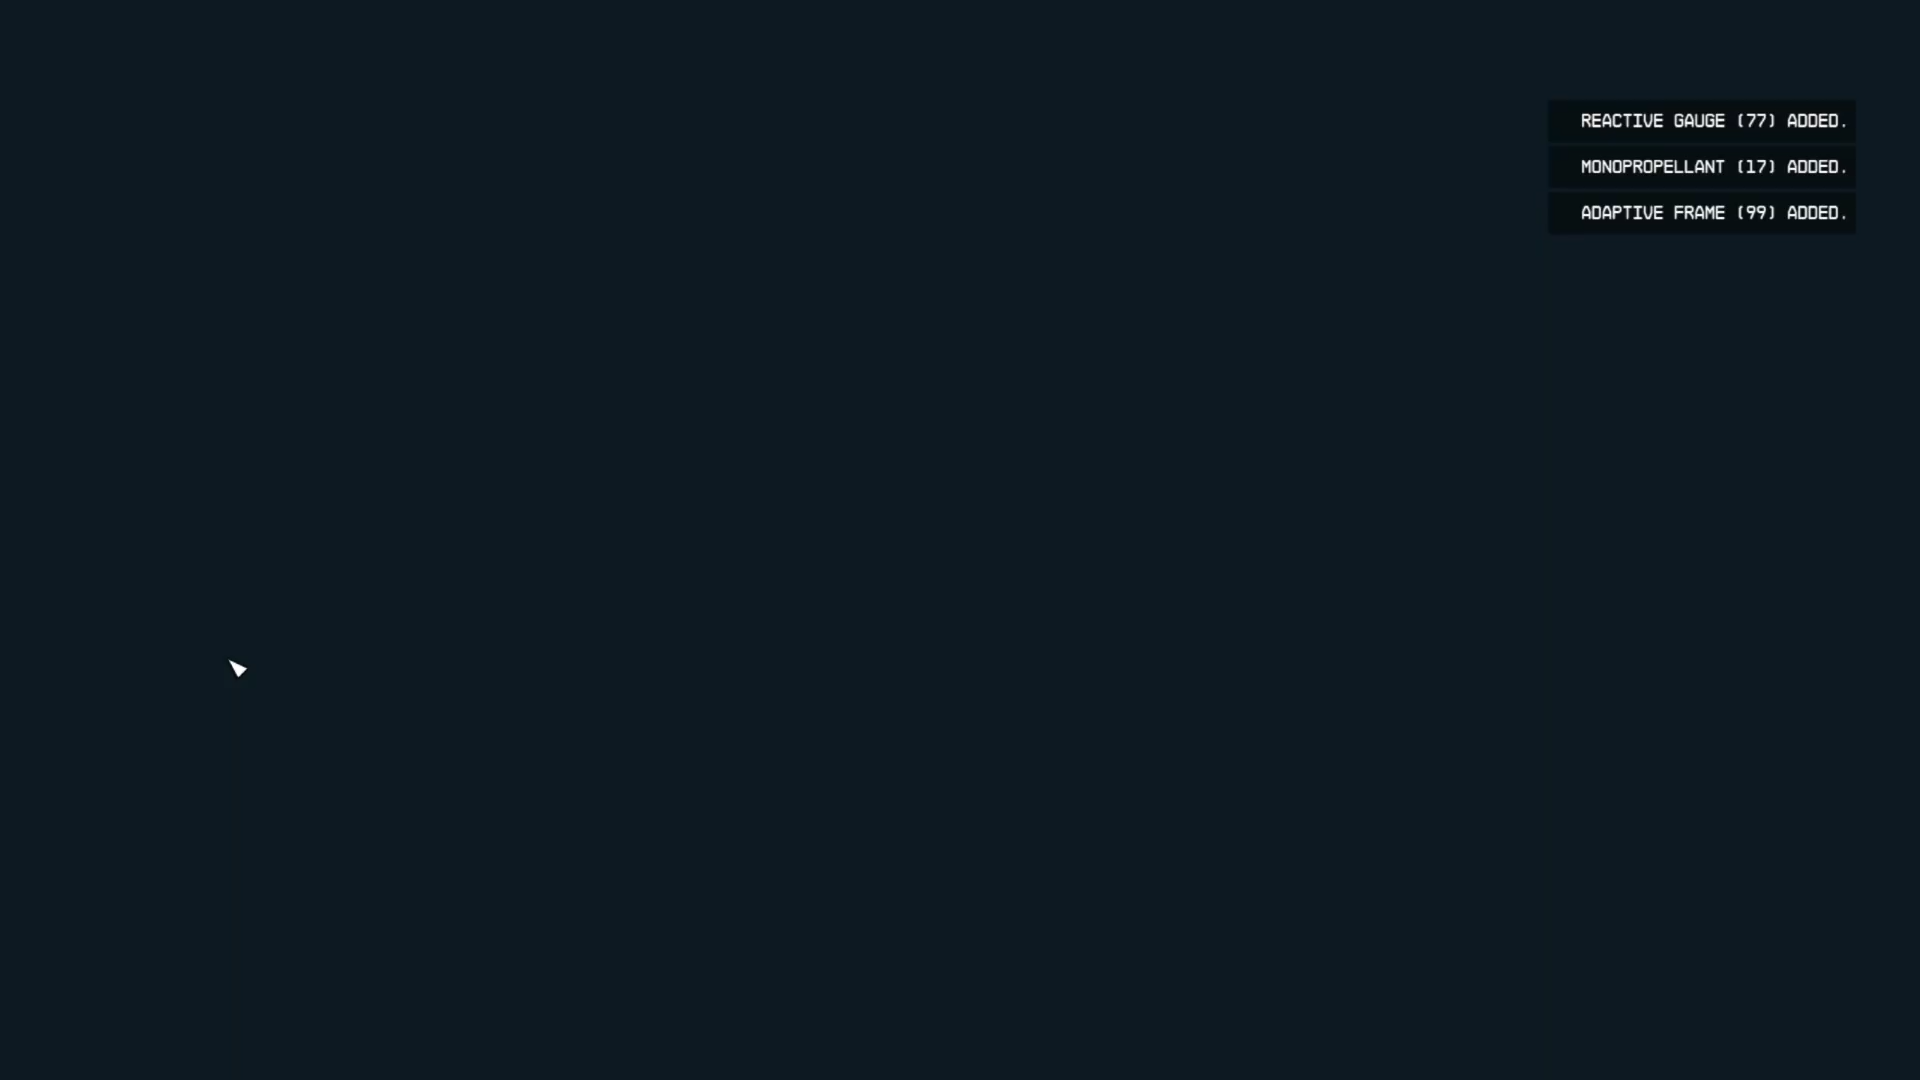 REACTIVE GAUGE (77) ADDED.
MONOPROPELLANT (17) ADDED.
ADAPTIVE FRAME (99) ADDED.